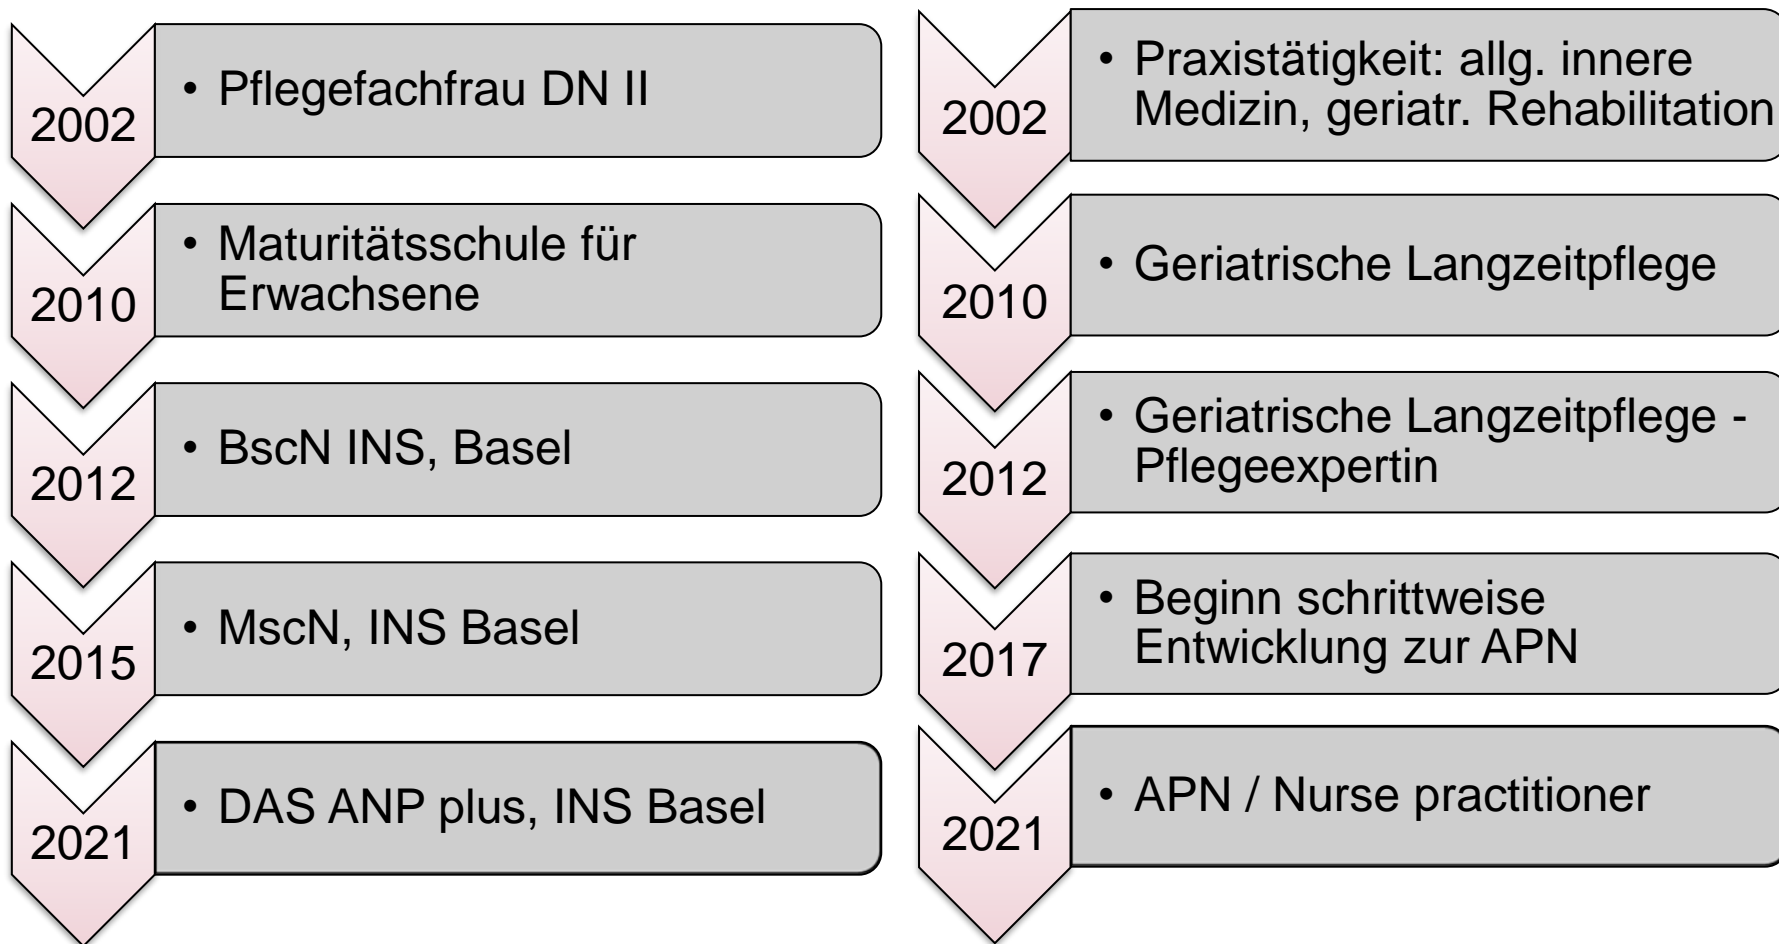 2002
• Pflegefachfrau DN II
2010
• Maturitätsschule für
Erwachsene
2012
• BscN INS, Basel
2015
• MscN, INS Basel
2021
• DAS ANP plus, INS Basel
2002
• Praxistätigkeit: allg. innere
Medizin, geriatr. Rehabilitation
2010
• Geriatrische Langzeitpflege
2012
• Geriatrische Langzeitpflege -
Pflegeexpertin
2017
• Beginn schrittweise
Entwicklung zur APN
2021
• APN / Nurse practitioner